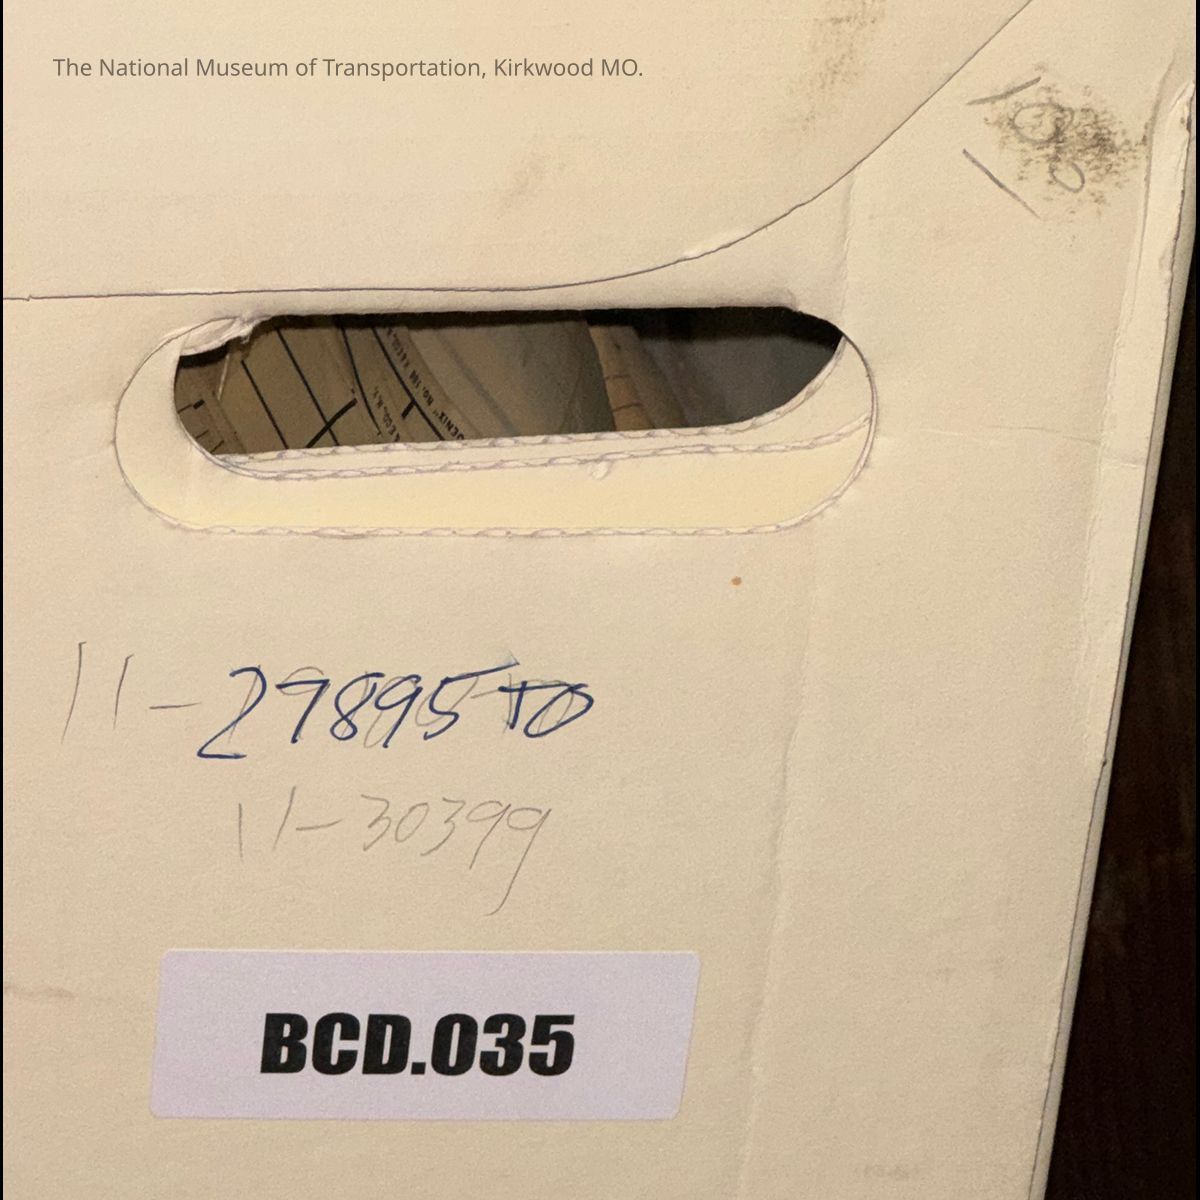 The National Museum of Transportation, Kirkwood MO.
11-29895 to
11-30399
BCD.035